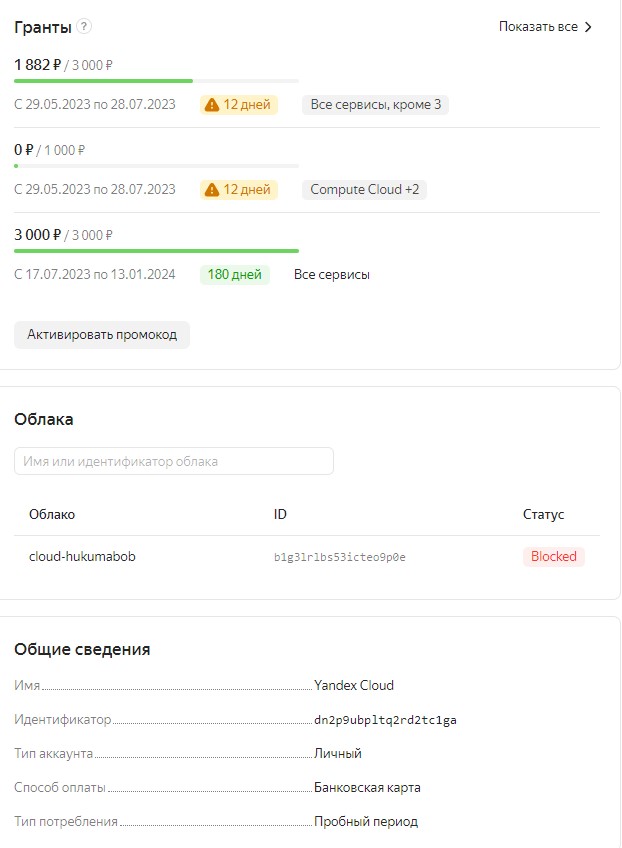 Гранты ? Показать все
1 882 ₽ / 3 000 ₽
С 29.05.2023 по 28.07.2023 12 дней Все сервисы, кроме 3
0 ₽ / 1 000 ₽
С 29.05.2023 по 28.07.2023 12 дней Compute Cloud +2
3 000 ₽ / 3 000 ₽
С 17.07.2023 по 13.01.2024 180 дней Все сервисы
Активировать промокод
Облака
Имя или идентификатор облака
Облако ID Статус
cloud-hukumabob b1g3lrlbs53icteo9p0e Blocked
Общие сведения
Имя Yandex Cloud
Идентификатор dn2p9ubpltq2rd2tc1ga
Тип аккаунта Личный
Способ оплаты Банковская карта
Тип потребления Пробный период